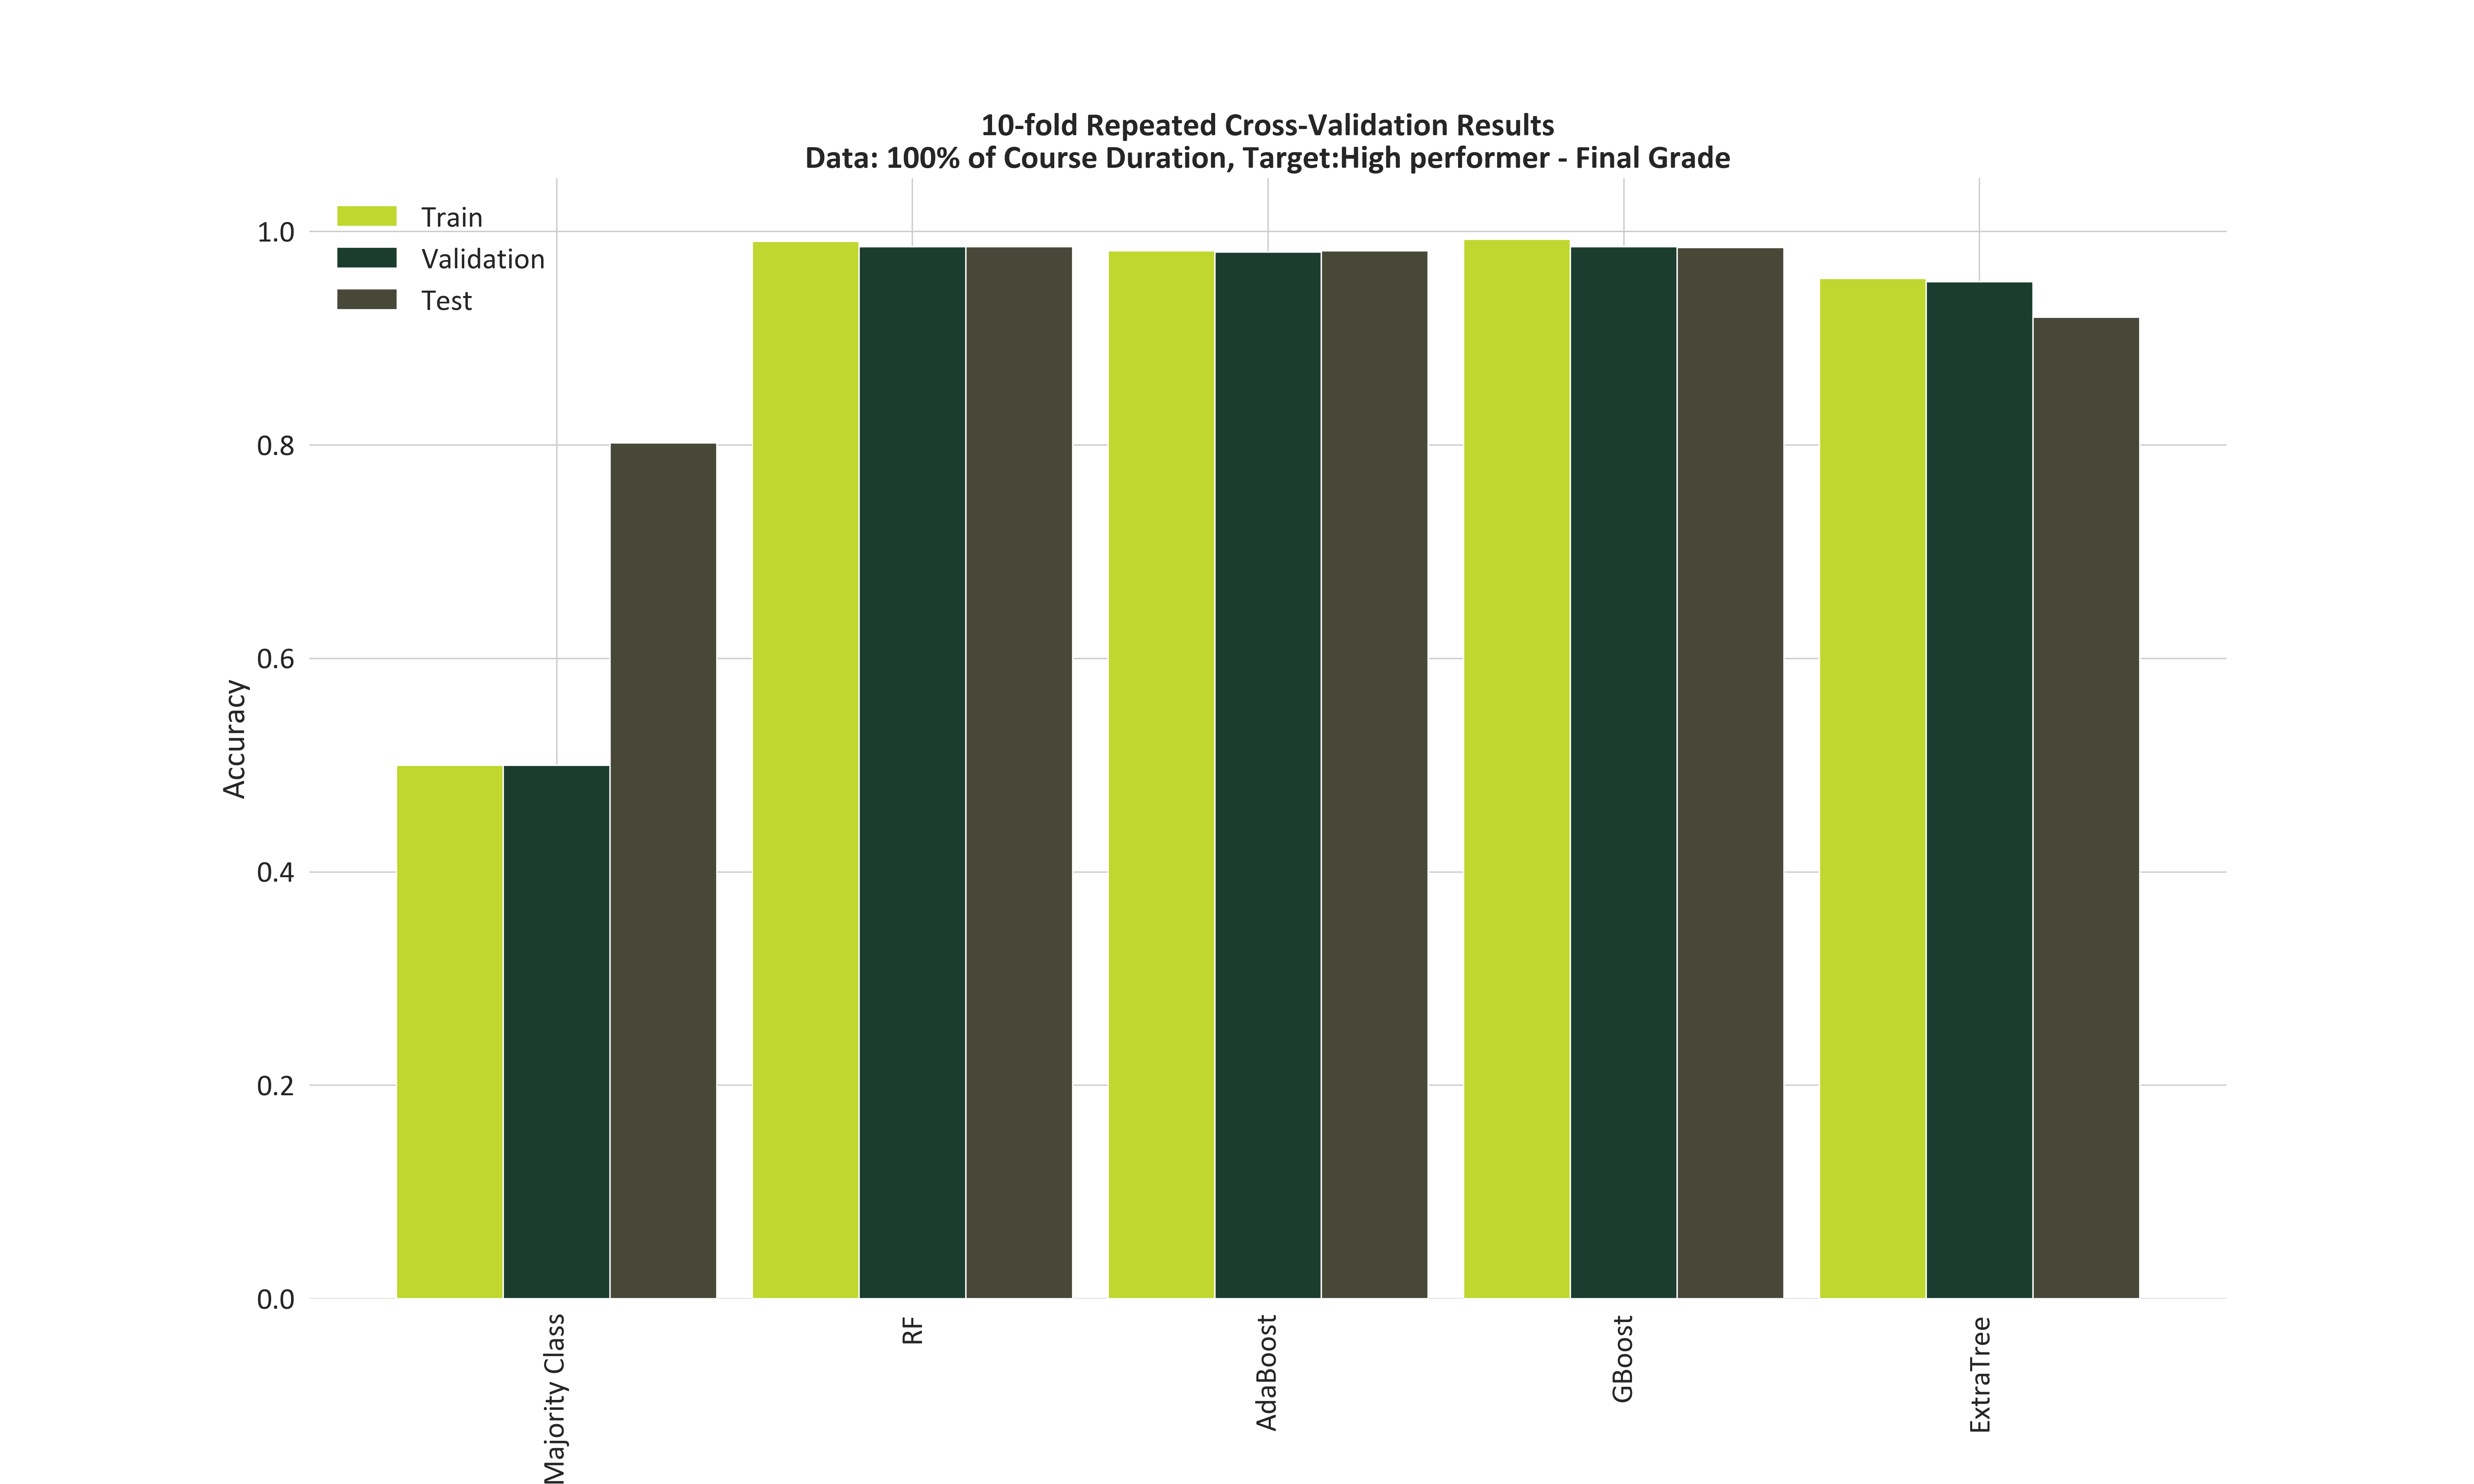 10-fold Repeated Cross-Validation Results
Data: 100% of Course Duration, Target:High performer - Final Grade
Train
Validation
Test
1.0
0.8
0.6
0.4
0.2
0.0
Accuracy
Majority Class
RF
AdaBoost
GBoost
ExtraTree